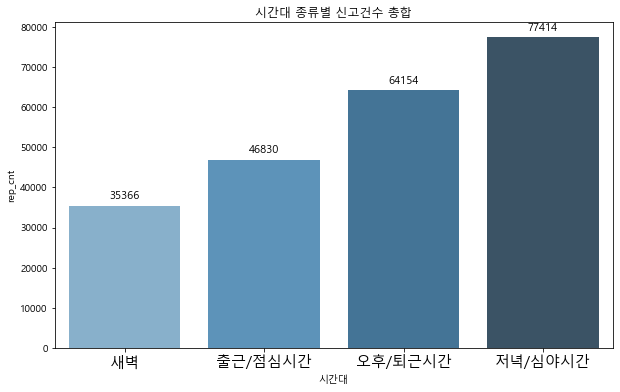 시간대 종류별 신고건수 총합
80000
70000
60000
50000
40000
30000
20000
10000
0
rep_cnt
35366
46830
64154
77414
새벽
출근/점심시간
오후/퇴근시간
저녁/심야시간
시간대